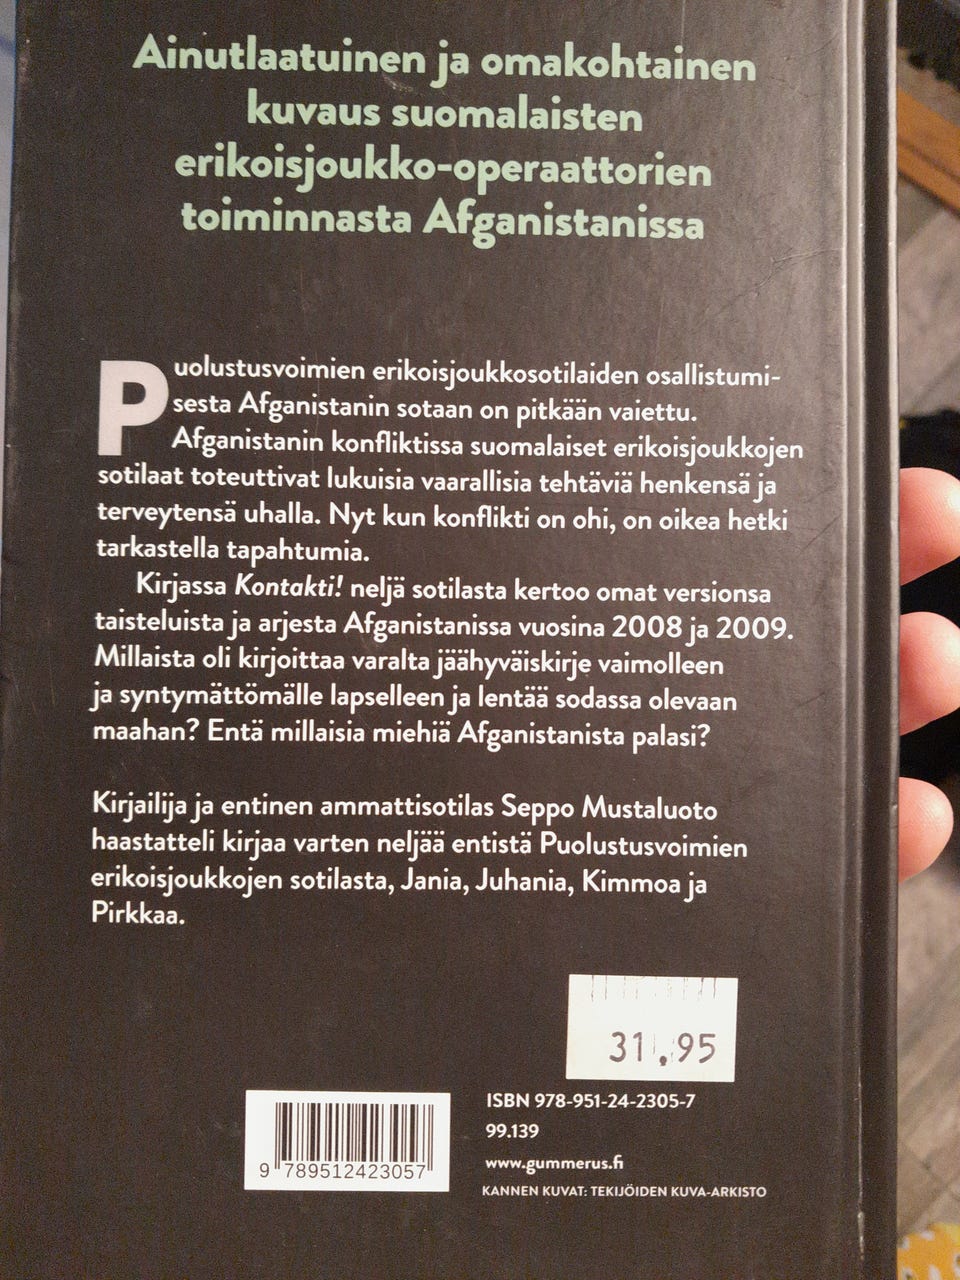 Ainutlaatuinen ja omakohtainen
kuvaus suomalaisten
erikoisjoukko-operaattorien
toiminnasta Afganistanissa
Puolustusvoimien erikoisjoukkosotilaiden osallistumi-
sesta Afganistanin sotaan on pitkään vaiettu.
Afganistanin konfliktissa suomalaiset erikoisjoukkojen
sotilaat toteuttivat lukuisia vaarallisia tehtäviä henkensä ja
terveytensä uhalla. Nyt kun konflikti on ohi, on oikea hetki
tarkastella tapahtumia.
Kirjassa Kontakti! neljä sotilasta kertoo omat versionsa
taisteluista ja arjesta Afganistanissa vuosina 2008 ja 2009.
Millaista oli kirjoittaa varalta jäähyväiskirje vaimolleen
ja syntymättömälle lapselleen ja lentää sodassa olevaan
maahan? Entä millaisia miehiä Afganistanista palasi?
Kirjailija ja entinen ammattisotilas Seppo Mustaluoto
haastatteli kirjaa varten neljää entistä Puolustusvoimien
erikoisjoukkojen sotilasta, Jania, Juhania, Kimmoa ja
Pirkkaa.
31.95
ISBN 978-951-24-2305-7
99.139
www.gummerus.fi
KANNEN KUVAT: TEKIJÖIDEN KUVA-ARKISTO
9 789512423057